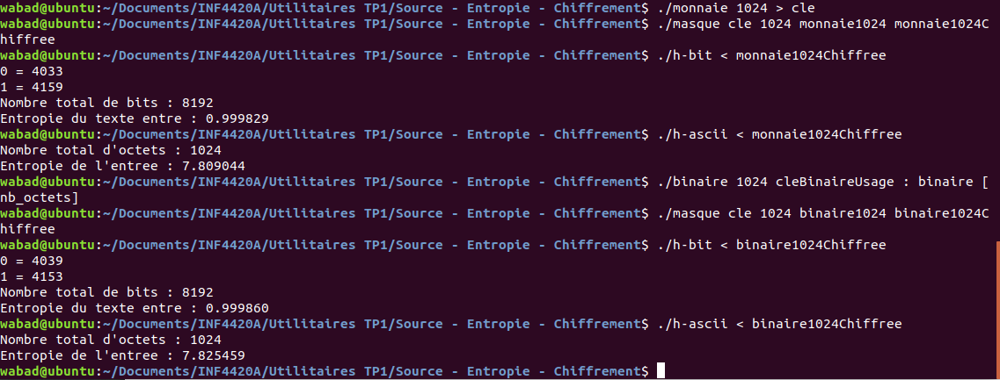 wabad@ubuntu:~/Documents/INF4420A/Utilitaires TP1/Source - Entropie - Chiffrement$ ./monnaie 1024 > cle
wabad@ubuntu:~/Documents/INF4420A/Utilitaires TP1/Source - Entropie - Chiffrement$ ./masque cle 1024 monnaie1024 monnaie1024C
hiffree
wabad@ubuntu:~/Documents/INF4420A/Utilitaires TP1/Source - Entropie - Chiffrement$ ./h-bit < monnaie1024Chiffree
0 = 4033
1 = 4159
Nombre total de bits : 8192
Entropie du texte entre : 0.999829
wabad@ubuntu:~/Documents/INF4420A/Utilitaires TP1/Source - Entropie - Chiffrement$ ./h-ascii < monnaie1024Chiffree
Nombre total d'octets : 1024
Entropie de l'entree : 7.809044
wabad@ubuntu:~/Documents/INF4420A/Utilitaires TP1/Source - Entropie - Chiffrement$ ./binaire 1024 cleBinaireUsage : binaire [
nb_octets]
wabad@ubuntu:~/Documents/INF4420A/Utilitaires TP1/Source - Entropie - Chiffrement$ ./masque cle 1024 binaire1024 binaire1024C
hiffree
wabad@ubuntu:~/Documents/INF4420A/Utilitaires TP1/Source - Entropie - Chiffrement$ ./h-bit < binaire1024Chiffree
0 = 4039
1 = 4153
Nombre total de bits : 8192
Entropie du texte entre : 0.999860
wabad@ubuntu:~/Documents/INF4420A/Utilitaires TP1/Source - Entropie - Chiffrement$ ./h-ascii < binaire1024Chiffree
Nombre total d'octets : 1024
Entropie de l'entree : 7.825459
wabad@ubuntu:~/Documents/INF4420A/Utilitaires TP1/Source - Entropie - Chiffrement$